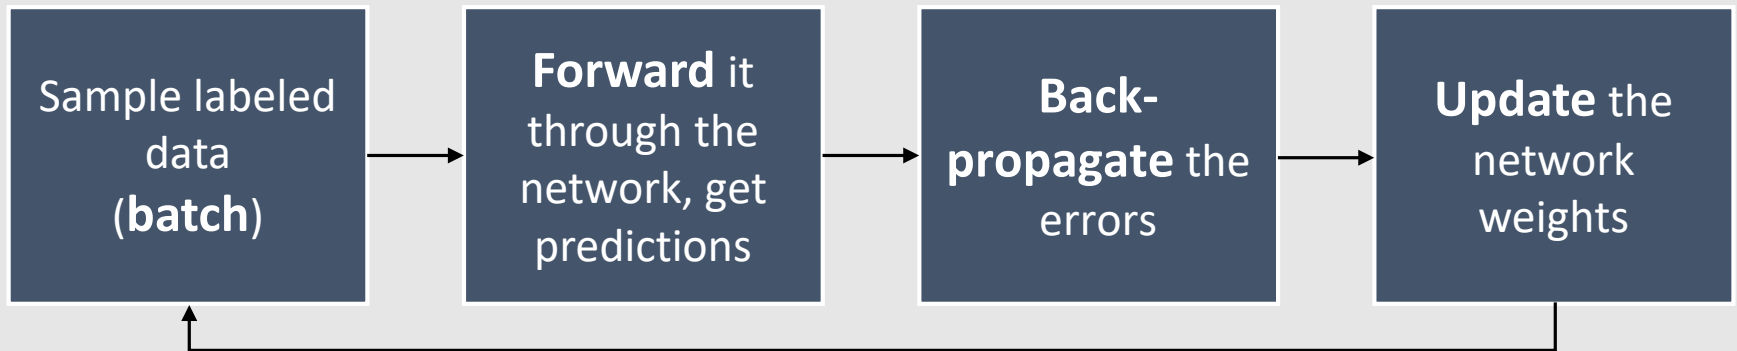 Sample labeled
data
(batch)
Forward it
through the
network, get
predictions
Back-
propagate the
errors
Update the
network
weights